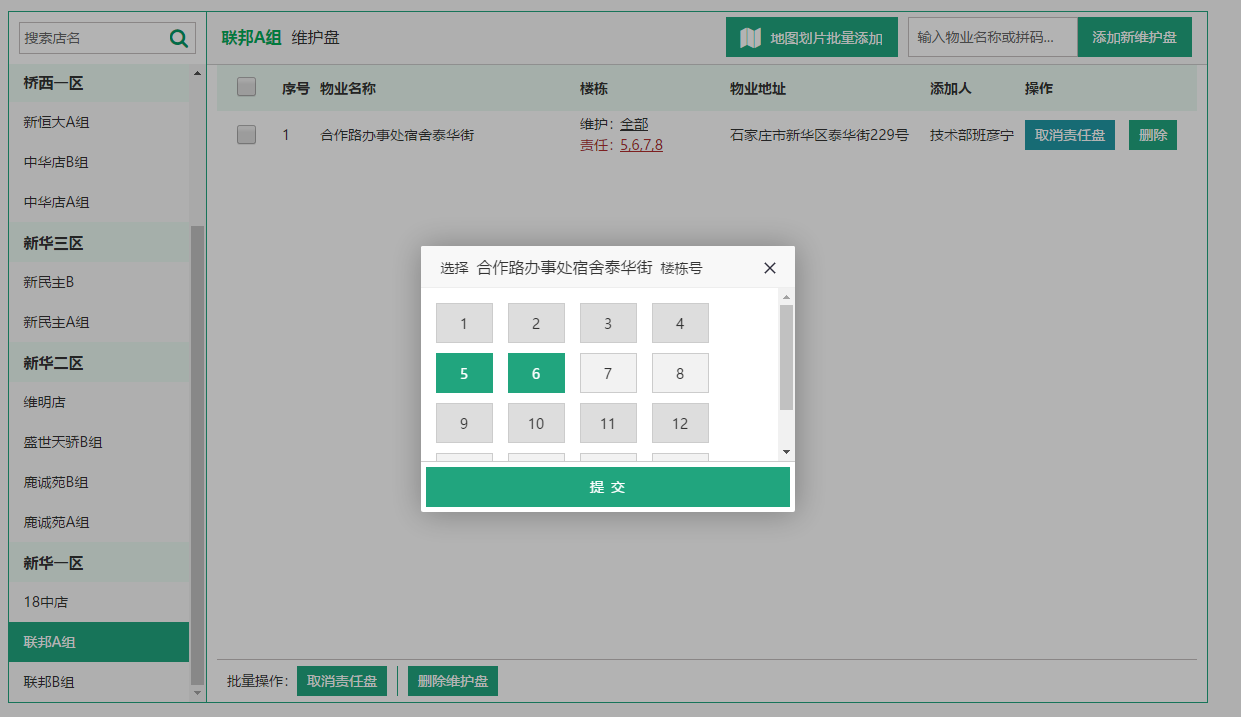 搜索店名
桥西一区
新恒大A组
中华店B组
中华店A组
新华三区
新民主B
新民主A组
新华二区
维明店
盛世天骄B组
鹿诚苑B组
鹿诚苑A组
新华一区
18中店
联邦A组
联邦B组
联邦A组 维护盘
地图划片批量添加
输入物业名称或拼码...
添加新维护盘
序号 物业名称 楼栋 物业地址 添加人 操作
1 合作路办事处宿舍泰华街 维护：全部 石家庄市新华区泰华街229号 技术部班彦宁 取消责任盘 删除
责任：5,6,7,8
选择 合作路办事处宿舍泰华街 楼栋号
1 2 3 4
5 6 7 8
9 10 11 12
提 交
批量操作： 取消责任盘 删除维护盘